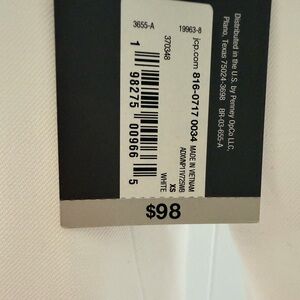 Distributed in the U.S. by Penney OpCo LLC,
Plano, Texas 75024-3698 BR-03-655-A
3655-A 19963-8
370348
jcp.com 816-0717 0034
MADE IN VIETNAM
XS
WHITE
1 98275 00966 5
$98